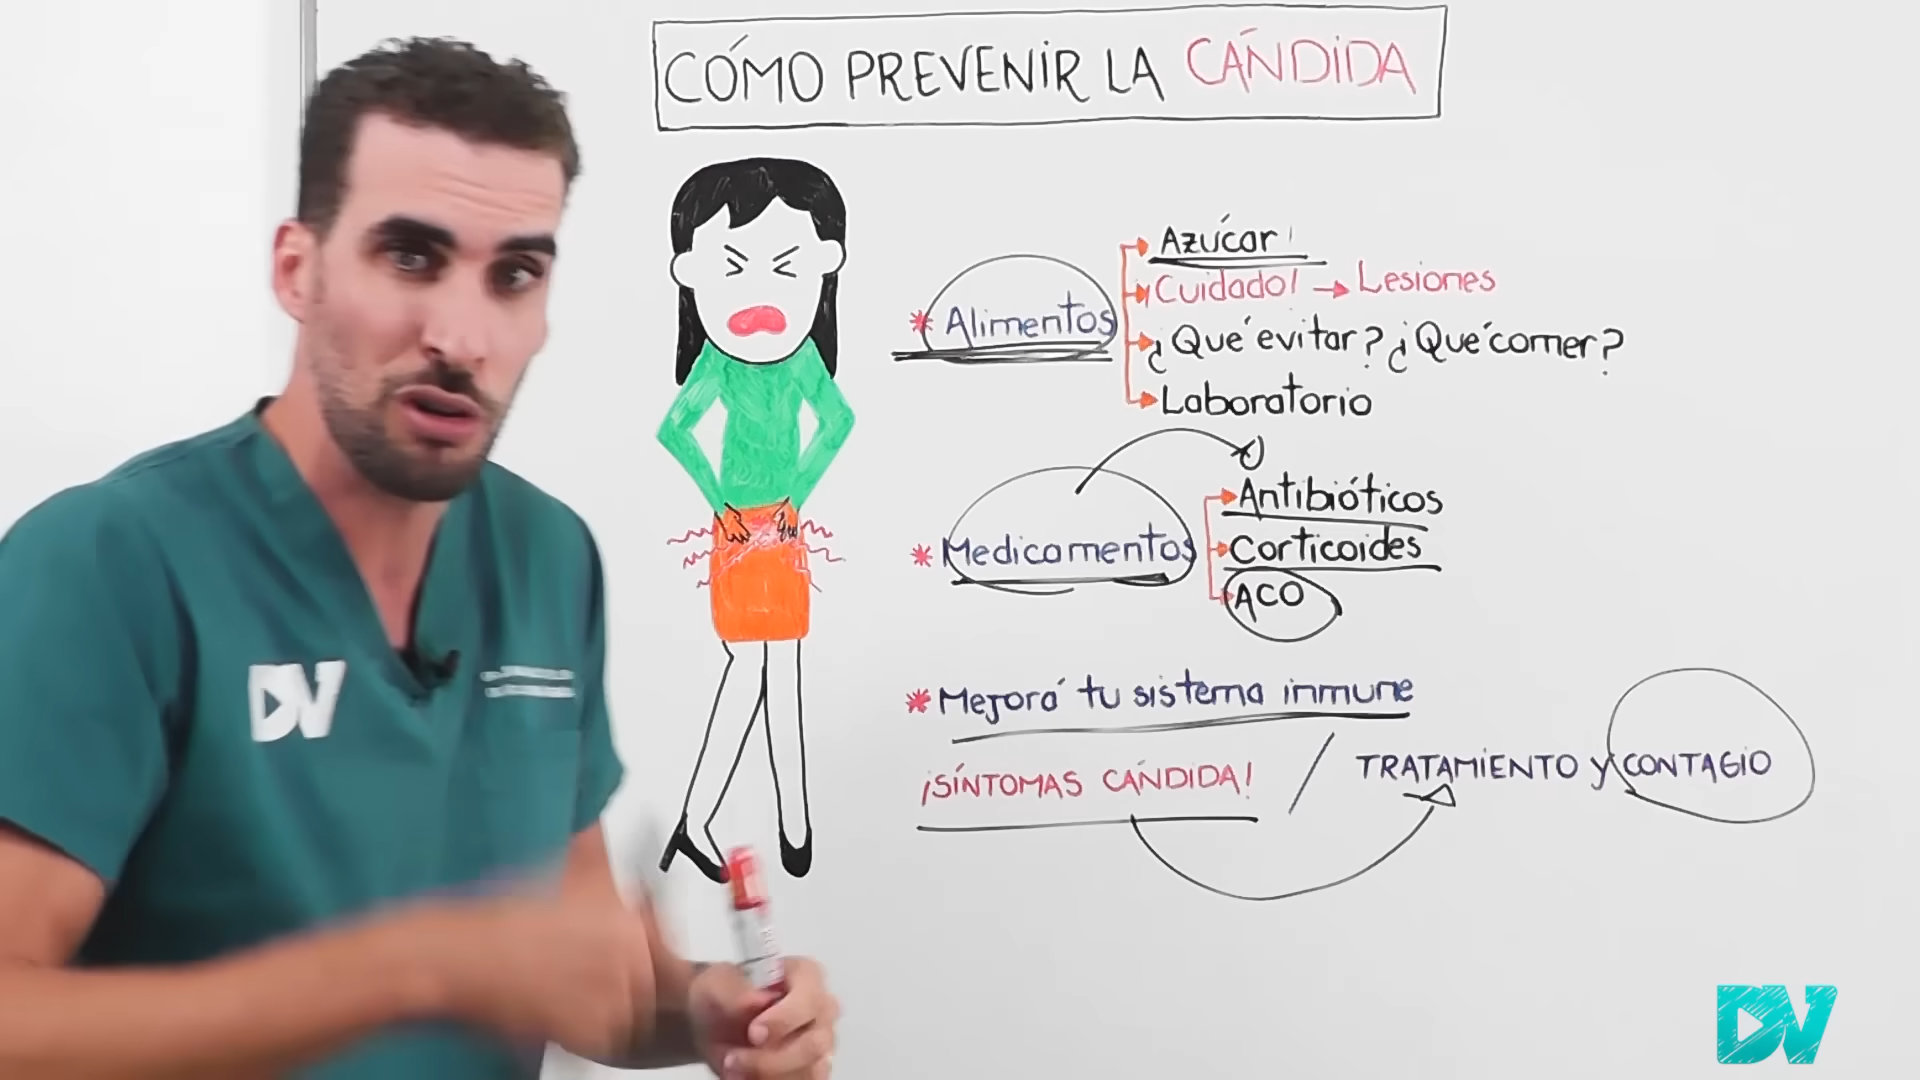 CÓMO PREVENIR LA CÁNDIDA
Azúcar
Cuidado! → Lesiones
* Alimentos
¿Qué evitar? ¿Qué comer?
Laboratorio
Antibióticos
* Medicamentos
Corticoides
ACO
* Mejorá tu sistema inmune
¡SÍNTOMAS CÁNDIDA! / TRATAMIENTO Y CONTAGIO
DV
DV